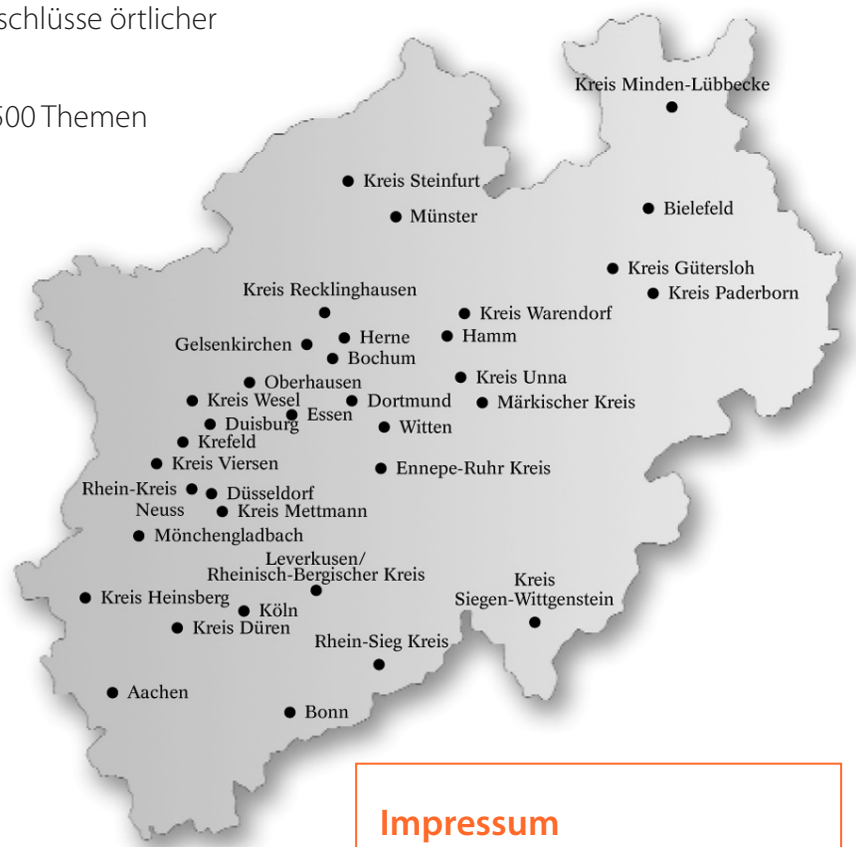 schlüsse örtlicher
500 Themen
Kreis Minden-Lübbecke
Kreis Steinfurt
Münster
Bielefeld
Kreis Gütersloh
Kreis Paderborn
Kreis Recklinghausen
Kreis Warendorf
Herne
Hamm
Gelsenkirchen
Bochum
Kreis Unna
Oberhausen
Kreis Wesel
Dortmund
Märkischer Kreis
Essen
Duisburg
Witten
Krefeld
Kreis Viersen
Ennepe-Ruhr Kreis
Rhein-Kreis
Neuss
Düsseldorf
Kreis Mettmann
Mönchengladbach
Leverkusen/
Rheinisch-Bergischer Kreis
Kreis
Siegen-Wittgenstein
Kreis Heinsberg
Köln
Kreis Düren
Rhein-Sieg Kreis
Aachen
Bonn
Impressum